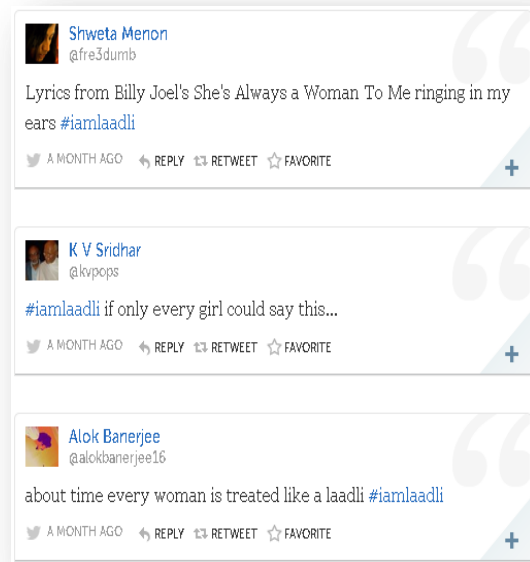 Shweta Menon
@fre3dumb
Lyrics from Billy Joel's She's Always a Woman To Me ringing in my
ears #iamlaadli
A MONTH AGO REPLY RETWEET FAVORITE
K V Sridhar
@kvpops
#iamlaadli if only every girl could say this...
A MONTH AGO REPLY RETWEET FAVORITE
Alok Banerjee
@alokbanerjee16
about time every woman is treated like a laadli #iamlaadli
A MONTH AGO REPLY RETWEET FAVORITE